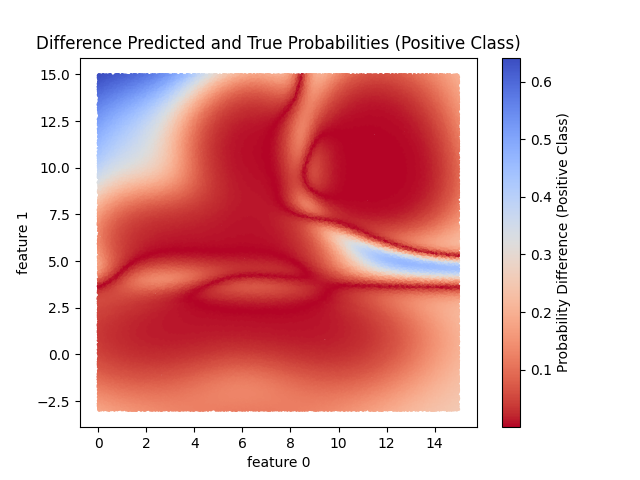 Difference Predicted and True Probabilities (Positive Class)
15.0
12.5
10.0
7.5
5.0
2.5
0.0
−2.5
feature 1
0 2 4 6 8 10 12 14
feature 0
0.6
0.5
0.4
0.3
0.2
0.1
Probability Difference (Positive Class)